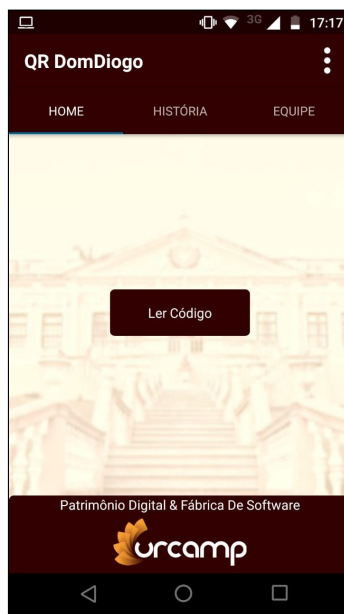 3G 17:17
QR DomDiogo
HOME HISTÓRIA EQUIPE
Ler Código
Patrimônio Digital & Fábrica De Software
urcamp